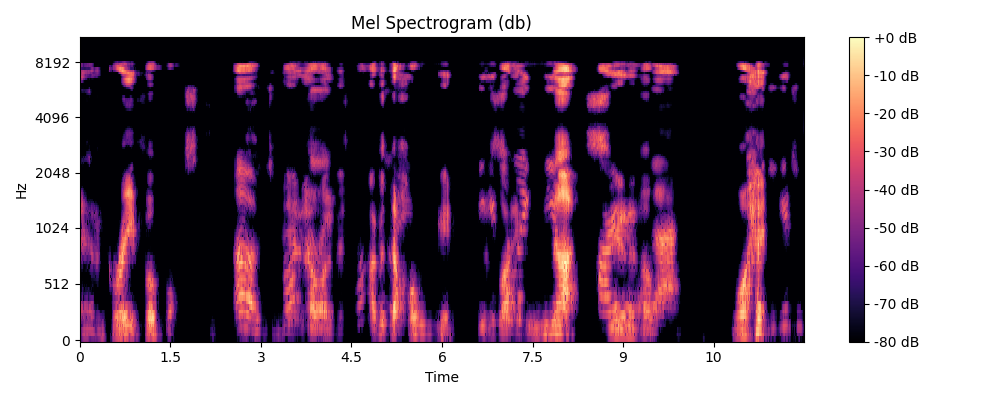 Mel Spectrogram (db)
8192
4096
2048
1024
512
0
Hz
0 1.5 3 4.5 6 7.5 9 10
Time
+0 dB
-10 dB
-20 dB
-30 dB
-40 dB
-50 dB
-60 dB
-70 dB
-80 dB